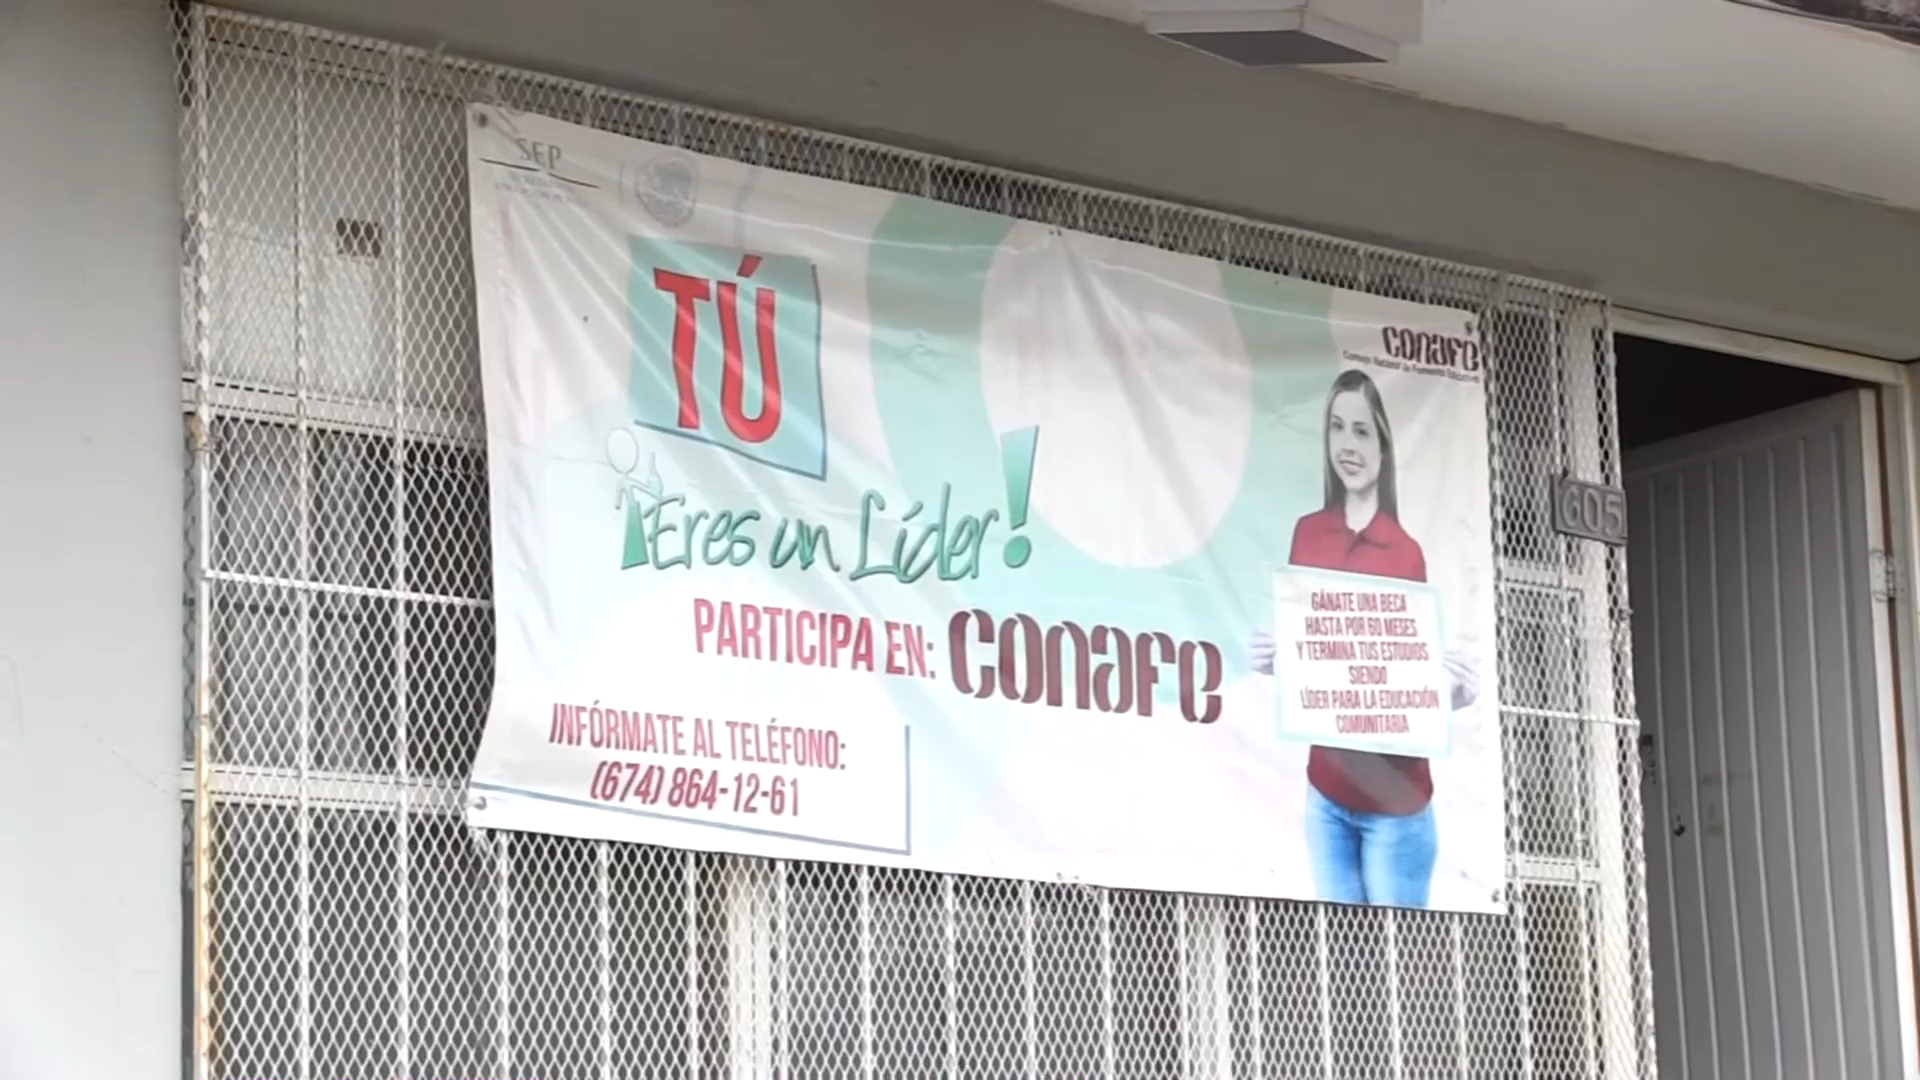 SEP
TÚ
¡Eres un Líder!
PARTICIPA EN: conafe
INFÓRMATE AL TELÉFONO:
(674) 864-12-61
conafe
Consejo Nacional de Fomento Educativo
GÁNATE UNA BECA
HASTA POR 60 MESES
Y TERMINA TUS ESTUDIOS
SIENDO
LÍDER PARA LA EDUCACIÓN
COMUNITARIA
605